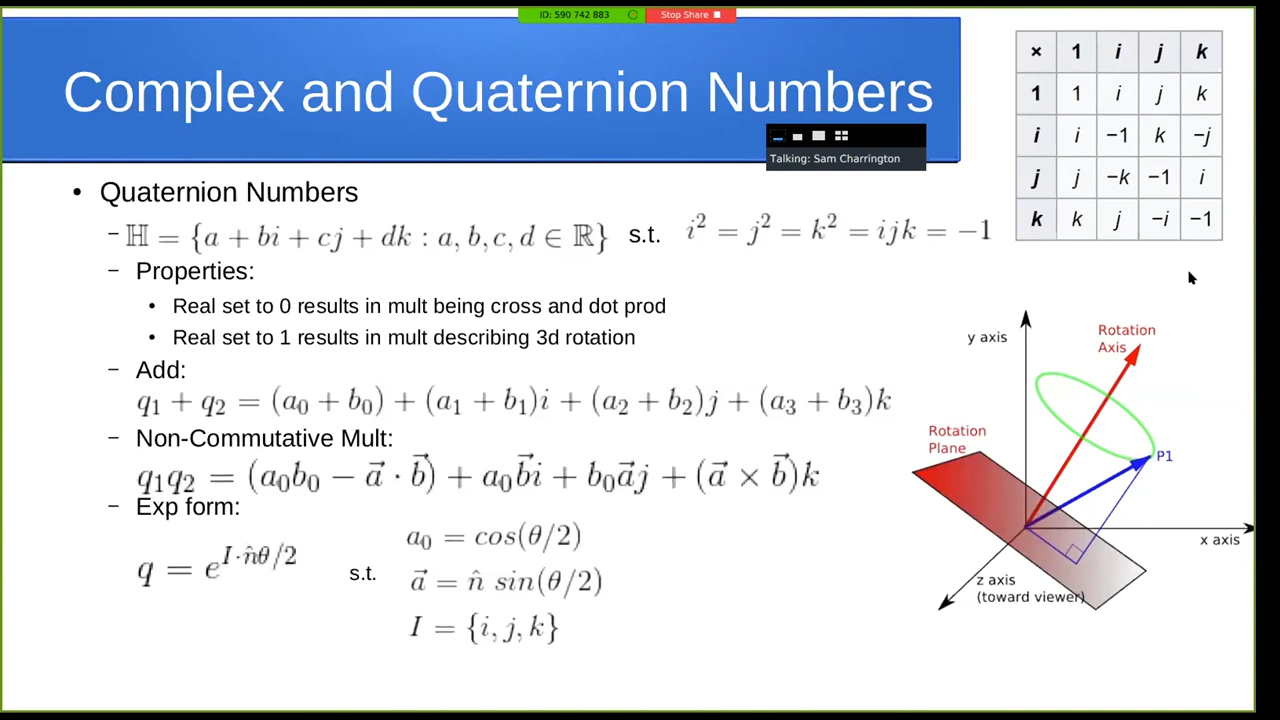 ID: 590 742 883 Stop Share
Complex and Quaternion Numbers
Talking: Sam Charrington
× 1 i j k
1 1 i j k
i i −1 k −j
j j −k −1 i
k k j −i −1
• Quaternion Numbers
– ℍ = {a + bi + cj + dk : a, b, c, d ∈ ℝ} s.t. i² = j² = k² = ijk = −1
– Properties:
• Real set to 0 results in mult being cross and dot prod
• Real set to 1 results in mult describing 3d rotation
– Add:
q₁ + q₂ = (a₀ + b₀) + (a₁ + b₁)i + (a₂ + b₂)j + (a₃ + b₃)k
– Non-Commutative Mult:
q₁q₂ = (a₀b₀ − a⃗ · b⃗) + a₀b⃗i + b₀a⃗j + (a⃗ × b⃗)k
– Exp form:
q = e^{I·n̂θ/2} s.t.
a₀ = cos(θ/2)
a⃗ = n̂ sin(θ/2)
I = {i, j, k}
y axis
Rotation
Axis
Rotation
Plane
P1
x axis
z axis
(toward viewer)